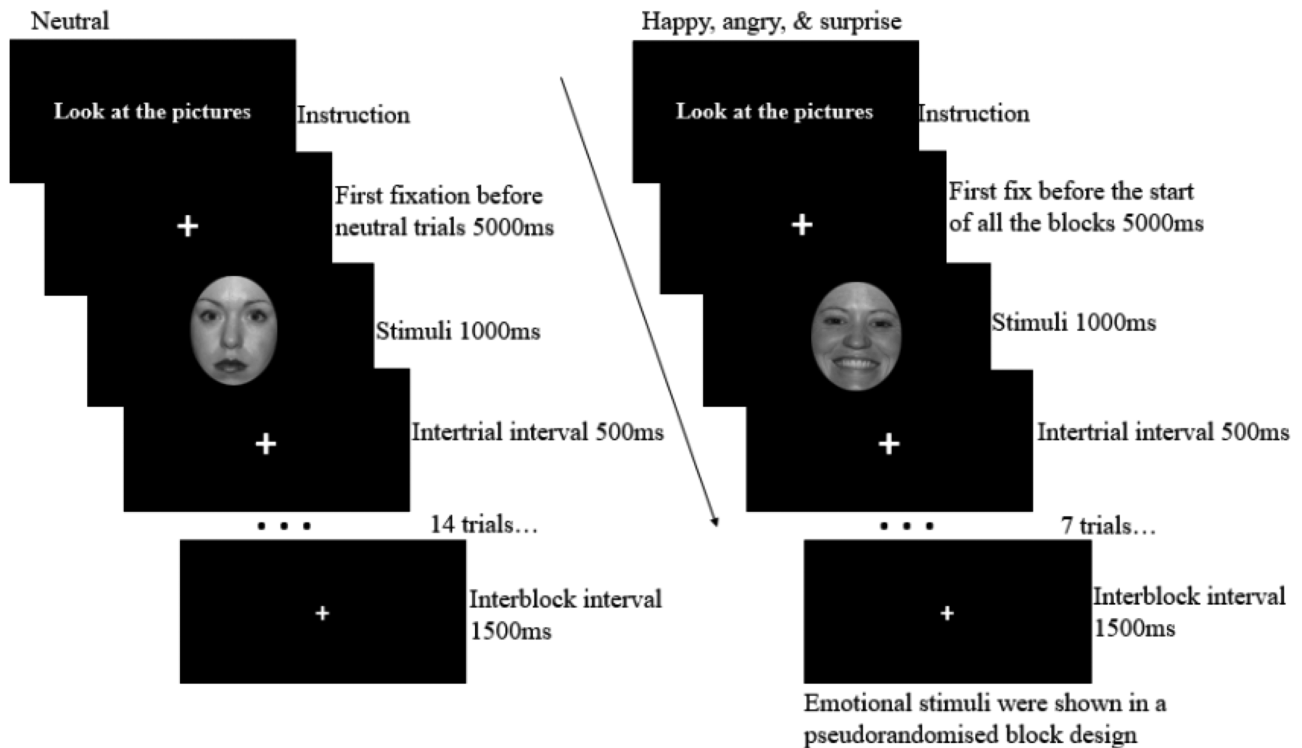 Neutral
Look at the pictures
Instruction
First fixation before
neutral trials 5000ms
Stimuli 1000ms
Intertrial interval 500ms
• • •
14 trials…
Interblock interval
1500ms
Happy, angry, & surprise
Look at the pictures
Instruction
First fix before the start
of all the blocks 5000ms
Stimuli 1000ms
Intertrial interval 500ms
• • •
7 trials…
Interblock interval
1500ms
Emotional stimuli were shown in a
pseudorandomised block design